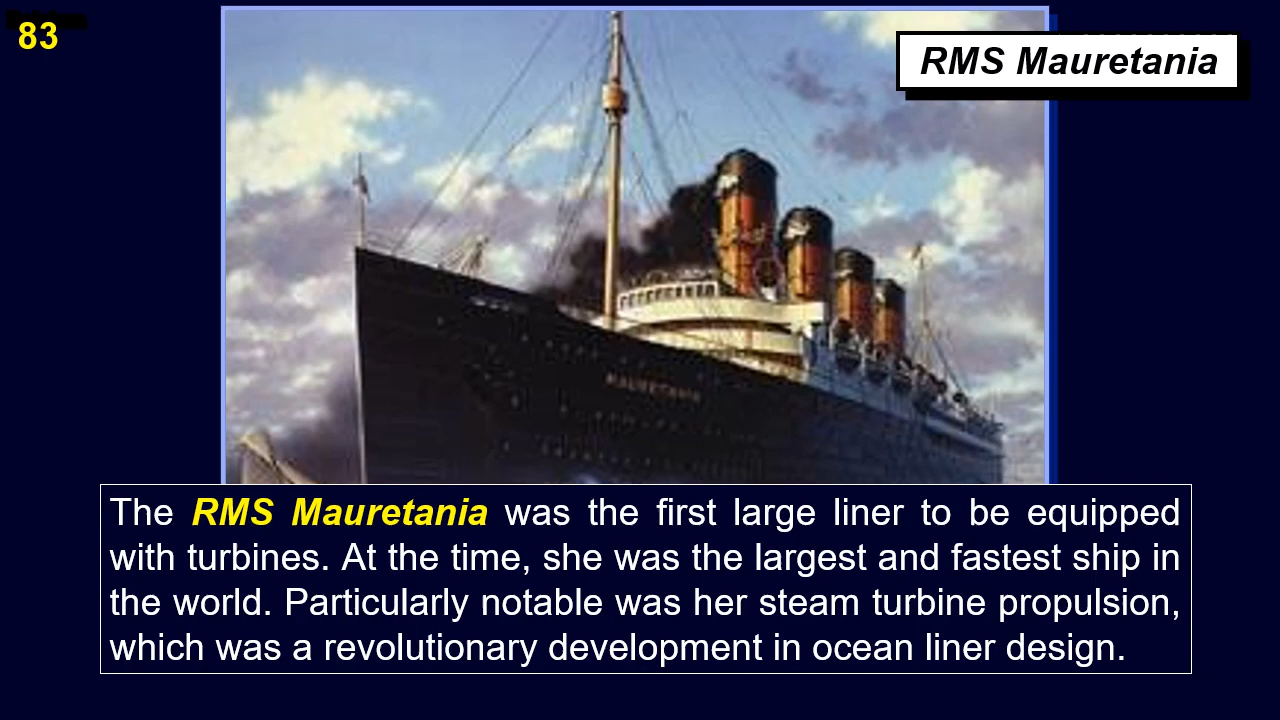 83
RMS Mauretania
MAURETANIA
The RMS Mauretania was the first large liner to be equipped
with turbines. At the time, she was the largest and fastest ship in
the world. Particularly notable was her steam turbine propulsion,
which was a revolutionary development in ocean liner design.